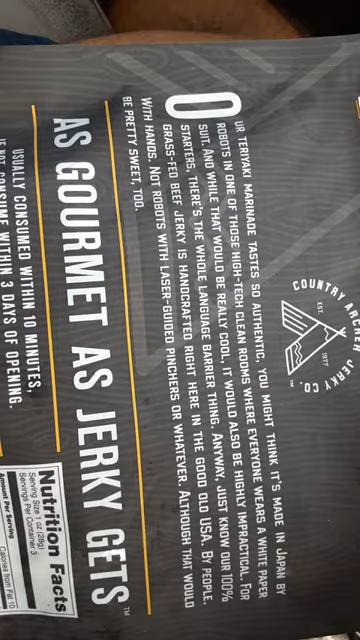 COUNTRY ARCHER JERKY CO.
EST. 1977
TM
OUR TERIYAKI MARINADE TASTES SO AUTHENTIC, YOU MIGHT THINK IT'S MADE IN JAPAN BY
ROBOTS IN ONE OF THOSE HIGH-TECH CLEAN ROOMS WHERE EVERYONE WEARS A WHITE PAPER
SUIT. AND WHILE THAT WOULD BE REALLY COOL, IT WOULD ALSO BE HIGHLY IMPRACTICAL. FOR
STARTERS, THERE'S THE WHOLE LANGUAGE BARRIER THING. ANYWAY, JUST KNOW OUR 100%
GRASS-FED BEEF JERKY IS HANDCRAFTED RIGHT HERE IN THE GOOD OLD USA. BY PEOPLE.
WITH HANDS. NOT ROBOTS WITH LASER-GUIDED PINCHERS OR WHATEVER. ALTHOUGH THAT WOULD
BE PRETTY SWEET, TOO.
AS GOURMET AS JERKY GETS™
USUALLY CONSUMED WITHIN 10 MINUTES,
IF NOT, CONSUME WITHIN 3 DAYS OF OPENING.
Nutrition Facts
Serving Size 1 oz (28g)
Servings Per Container 3
Amount Per Serving
Calories from Fat 10